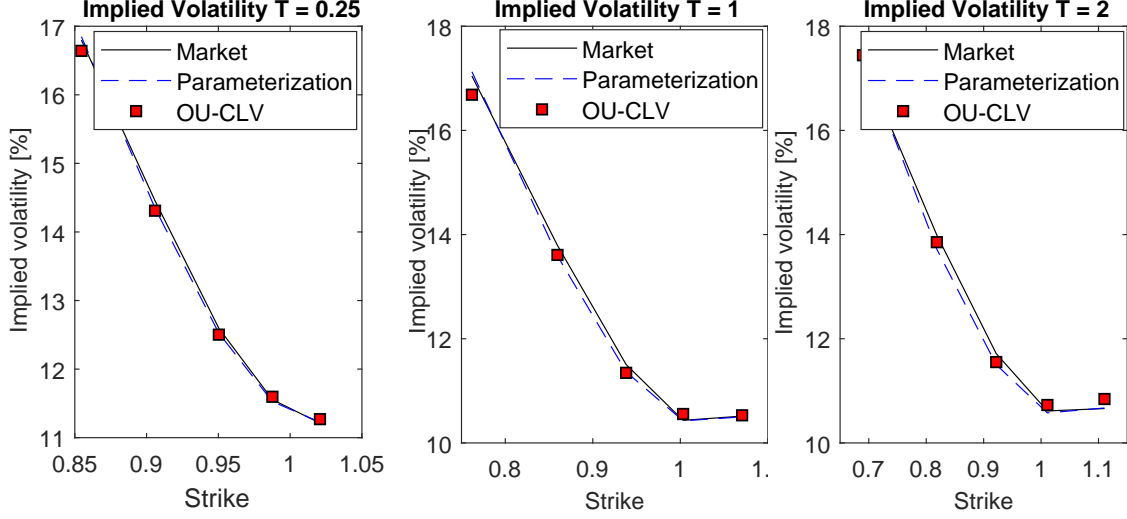 Implied Volatility T = 0.25
17
16
15
14
13
12
11
0.85
0.9
0.95
1
1.05
Implied volatility [%]
Strike
Market
Parameterization
OU-CLV
Implied Volatility T = 1
18
16
14
12
10
0.8
0.9
1
1.
Implied volatility [%]
Strike
Market
Parameterization
OU-CLV
Implied Volatility T = 2
18
16
14
12
10
0.7
0.8
0.9
1
1.1
Implied volatility [%]
Strike
Market
Parameterization
OU-CLV